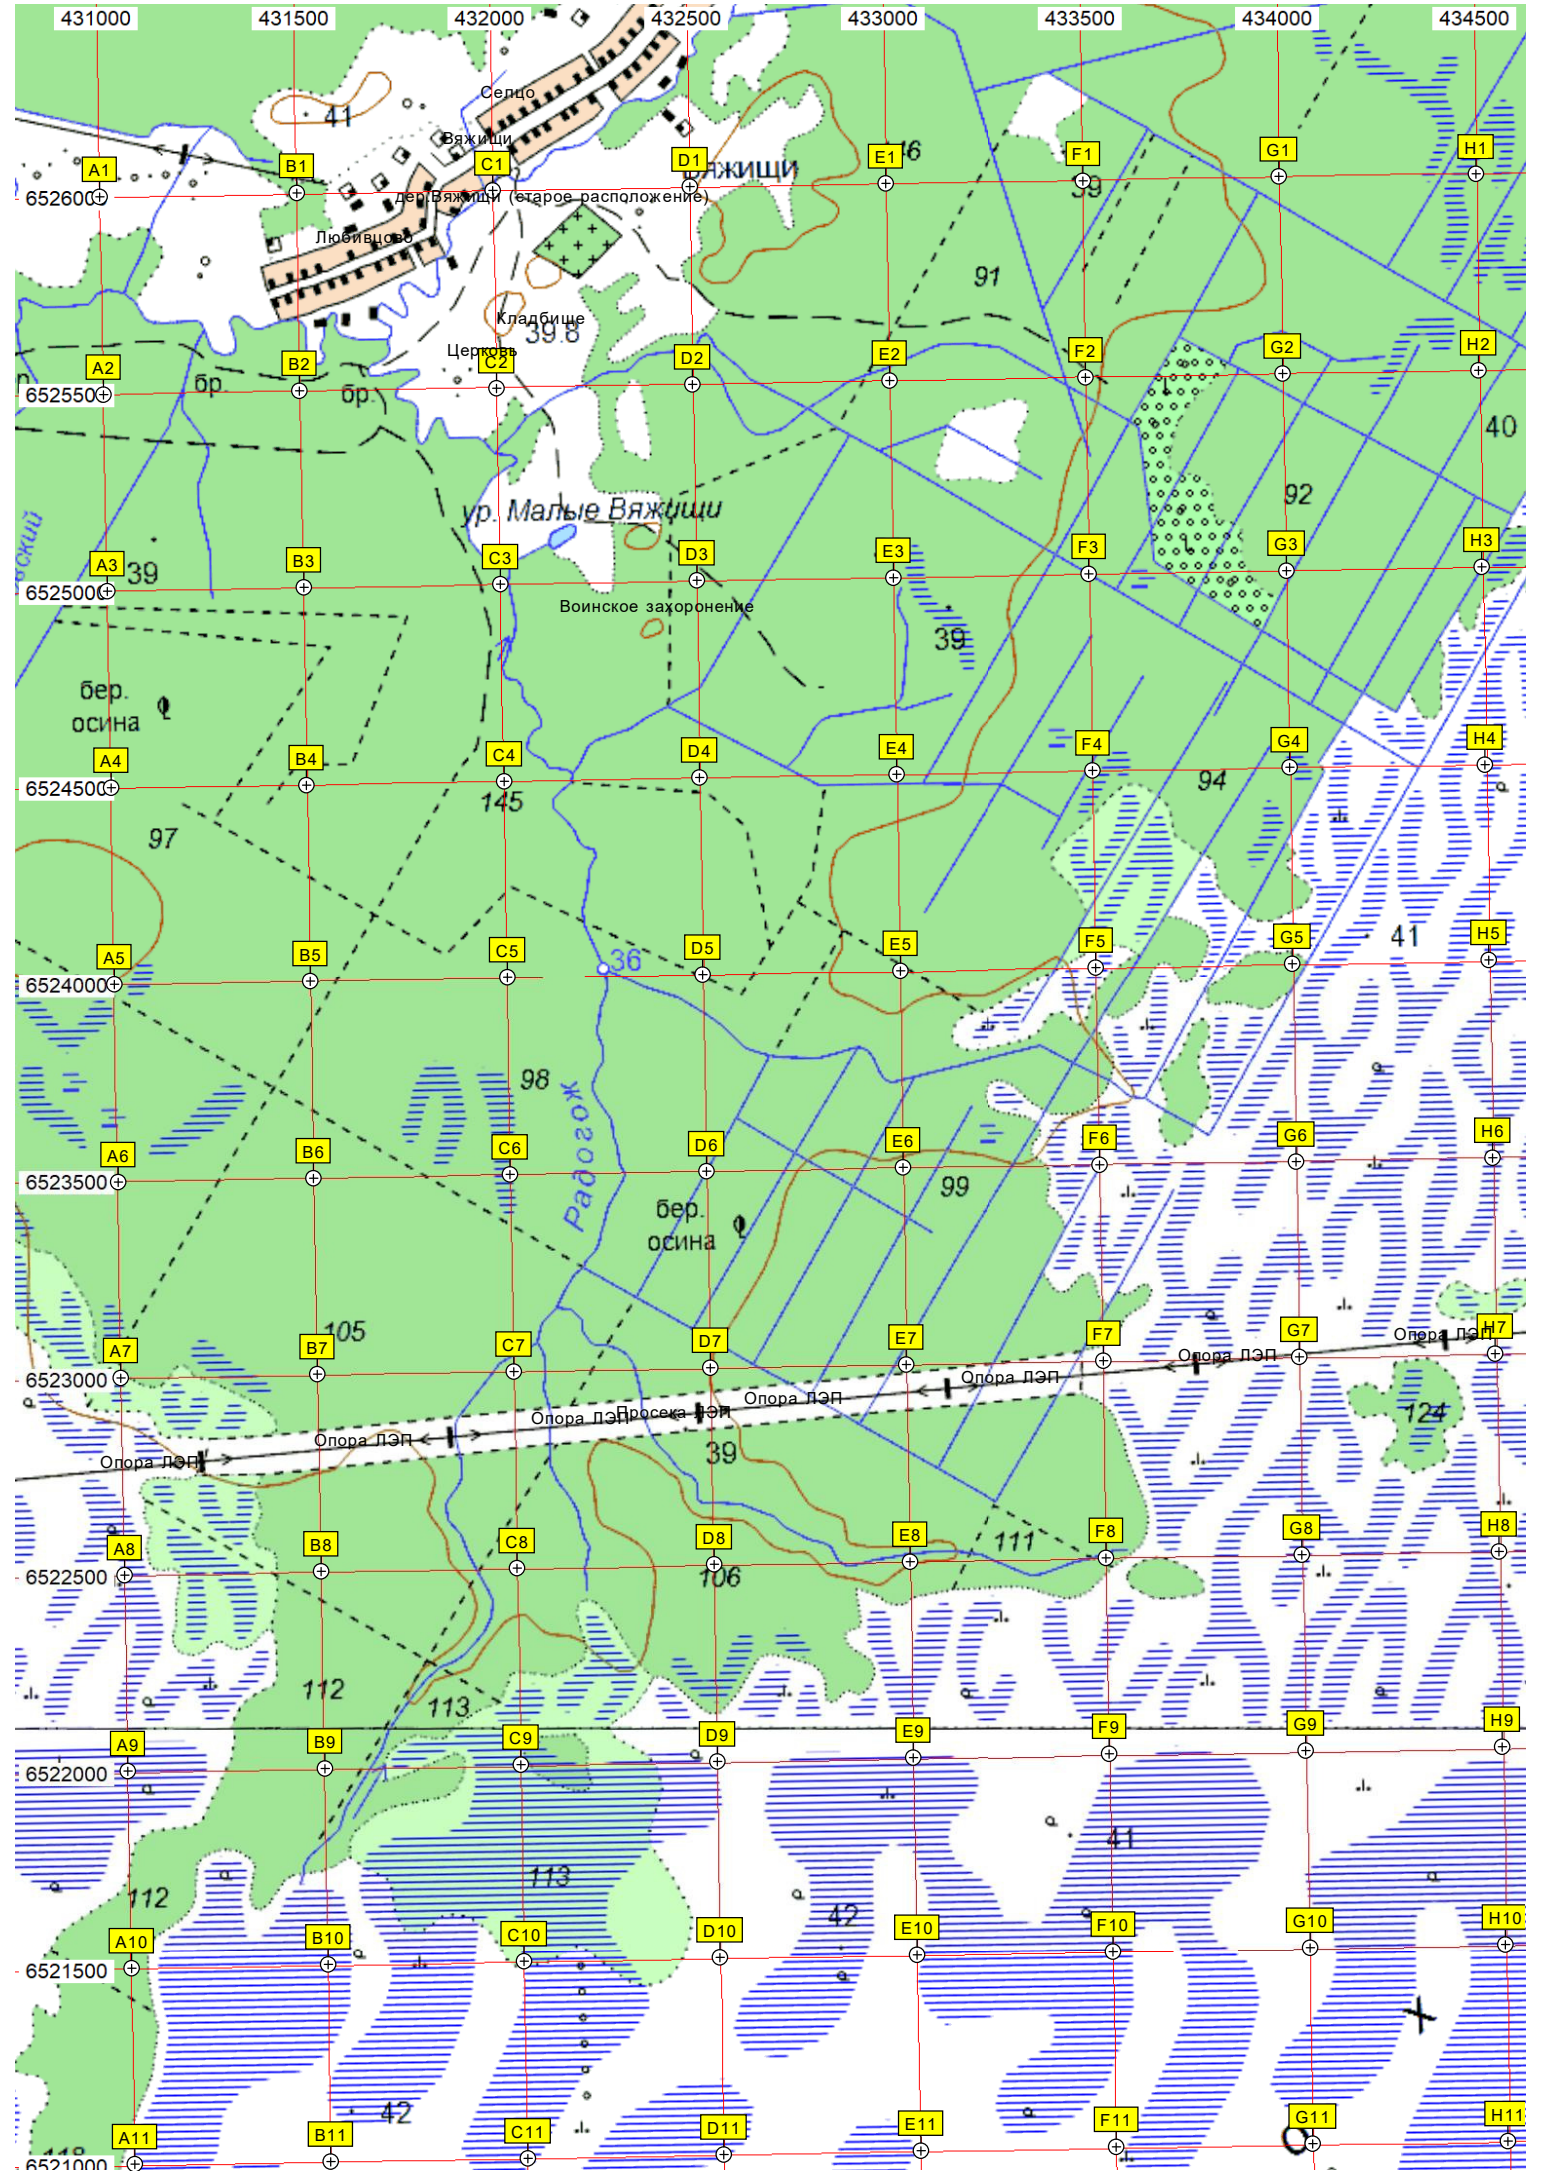 431000 431500 432000 432500 433000 433500 434000 434500
Селцо
41
Вяжищи
A1 B1 C1 D1 E1 F1 G1 H1
46
39
6526000
дер.Вяжищи (старое расположение)
Любивцово
91
Кладбище
39.8
Церковь
A2 B2 C2 D2 E2 F2 G2 H2
бр. бр.
6525500
40
92
ур. Малые Вяжищи
A3 B3 C3 D3 E3 F3 G3 H3
39
6525000
Воинское захоронение
39
бер.
осина
A4 B4 C4 D4 E4 F4 G4 H4
6524500
145
94
97
41
A5 B5 C5 D5 E5 F5 G5 H5
36
6524000
98
A6 B6 C6 D6 E6 F6 G6 H6
6523500
Радогож
99
бер.
осина
105
A7 B7 C7 D7 E7 F7 G7 H7
Опора ЛЭП
Опора ЛЭП
6523000
Опора ЛЭП
Опора ЛЭП
Опора ЛЭП
Просека ЛЭП
124
Опора ЛЭП
Опора ЛЭП
39
A8 B8 C8 D8 E8 F8 G8 H8
111
6522500
106
112
113
A9 B9 C9 D9 E9 F9 G9 H9
6522000
41
113
112
42
A10 B10 C10 D10 E10 F10 G10 H10
6521500
42
A11 B11 C11 D11 E11 F11 G11 H11
6521000